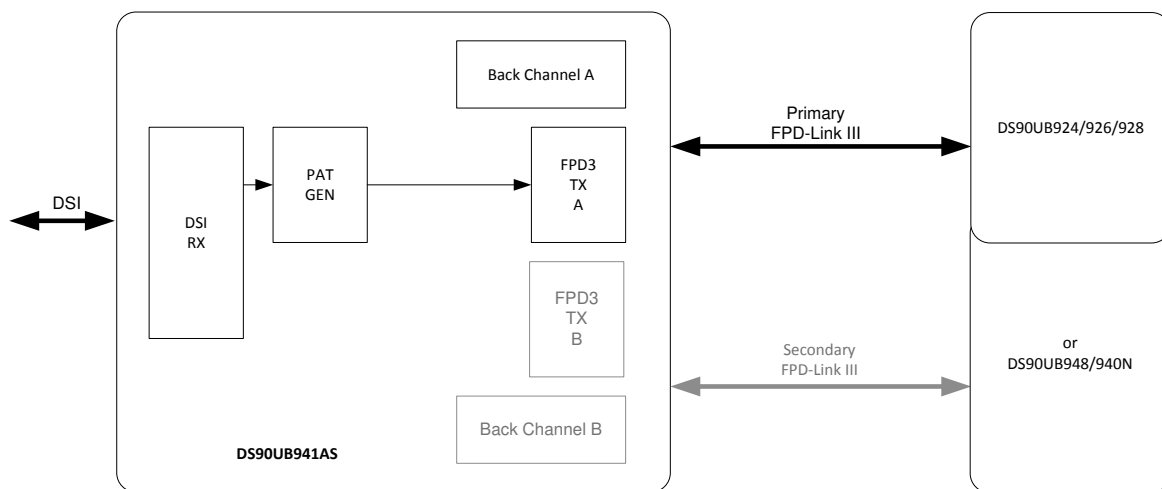 Back Channel A
Primary
FPD-Link III
DS90UB924/926/928
DSI
DSI
RX
PAT
GEN
FPD3
TX
A
FPD3
TX
B
Secondary
FPD-Link III
or
DS90UB948/940N
Back Channel B
DS90UB941AS